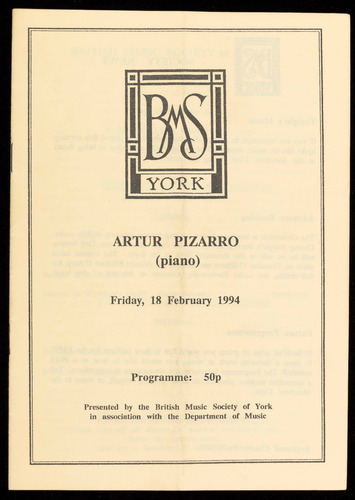 BMS
YORK
ARTUR PIZARRO
(piano)
Friday, 18 February 1994
Programme: 50p
Presented by the British Music Society of York
in association with the Department of Music